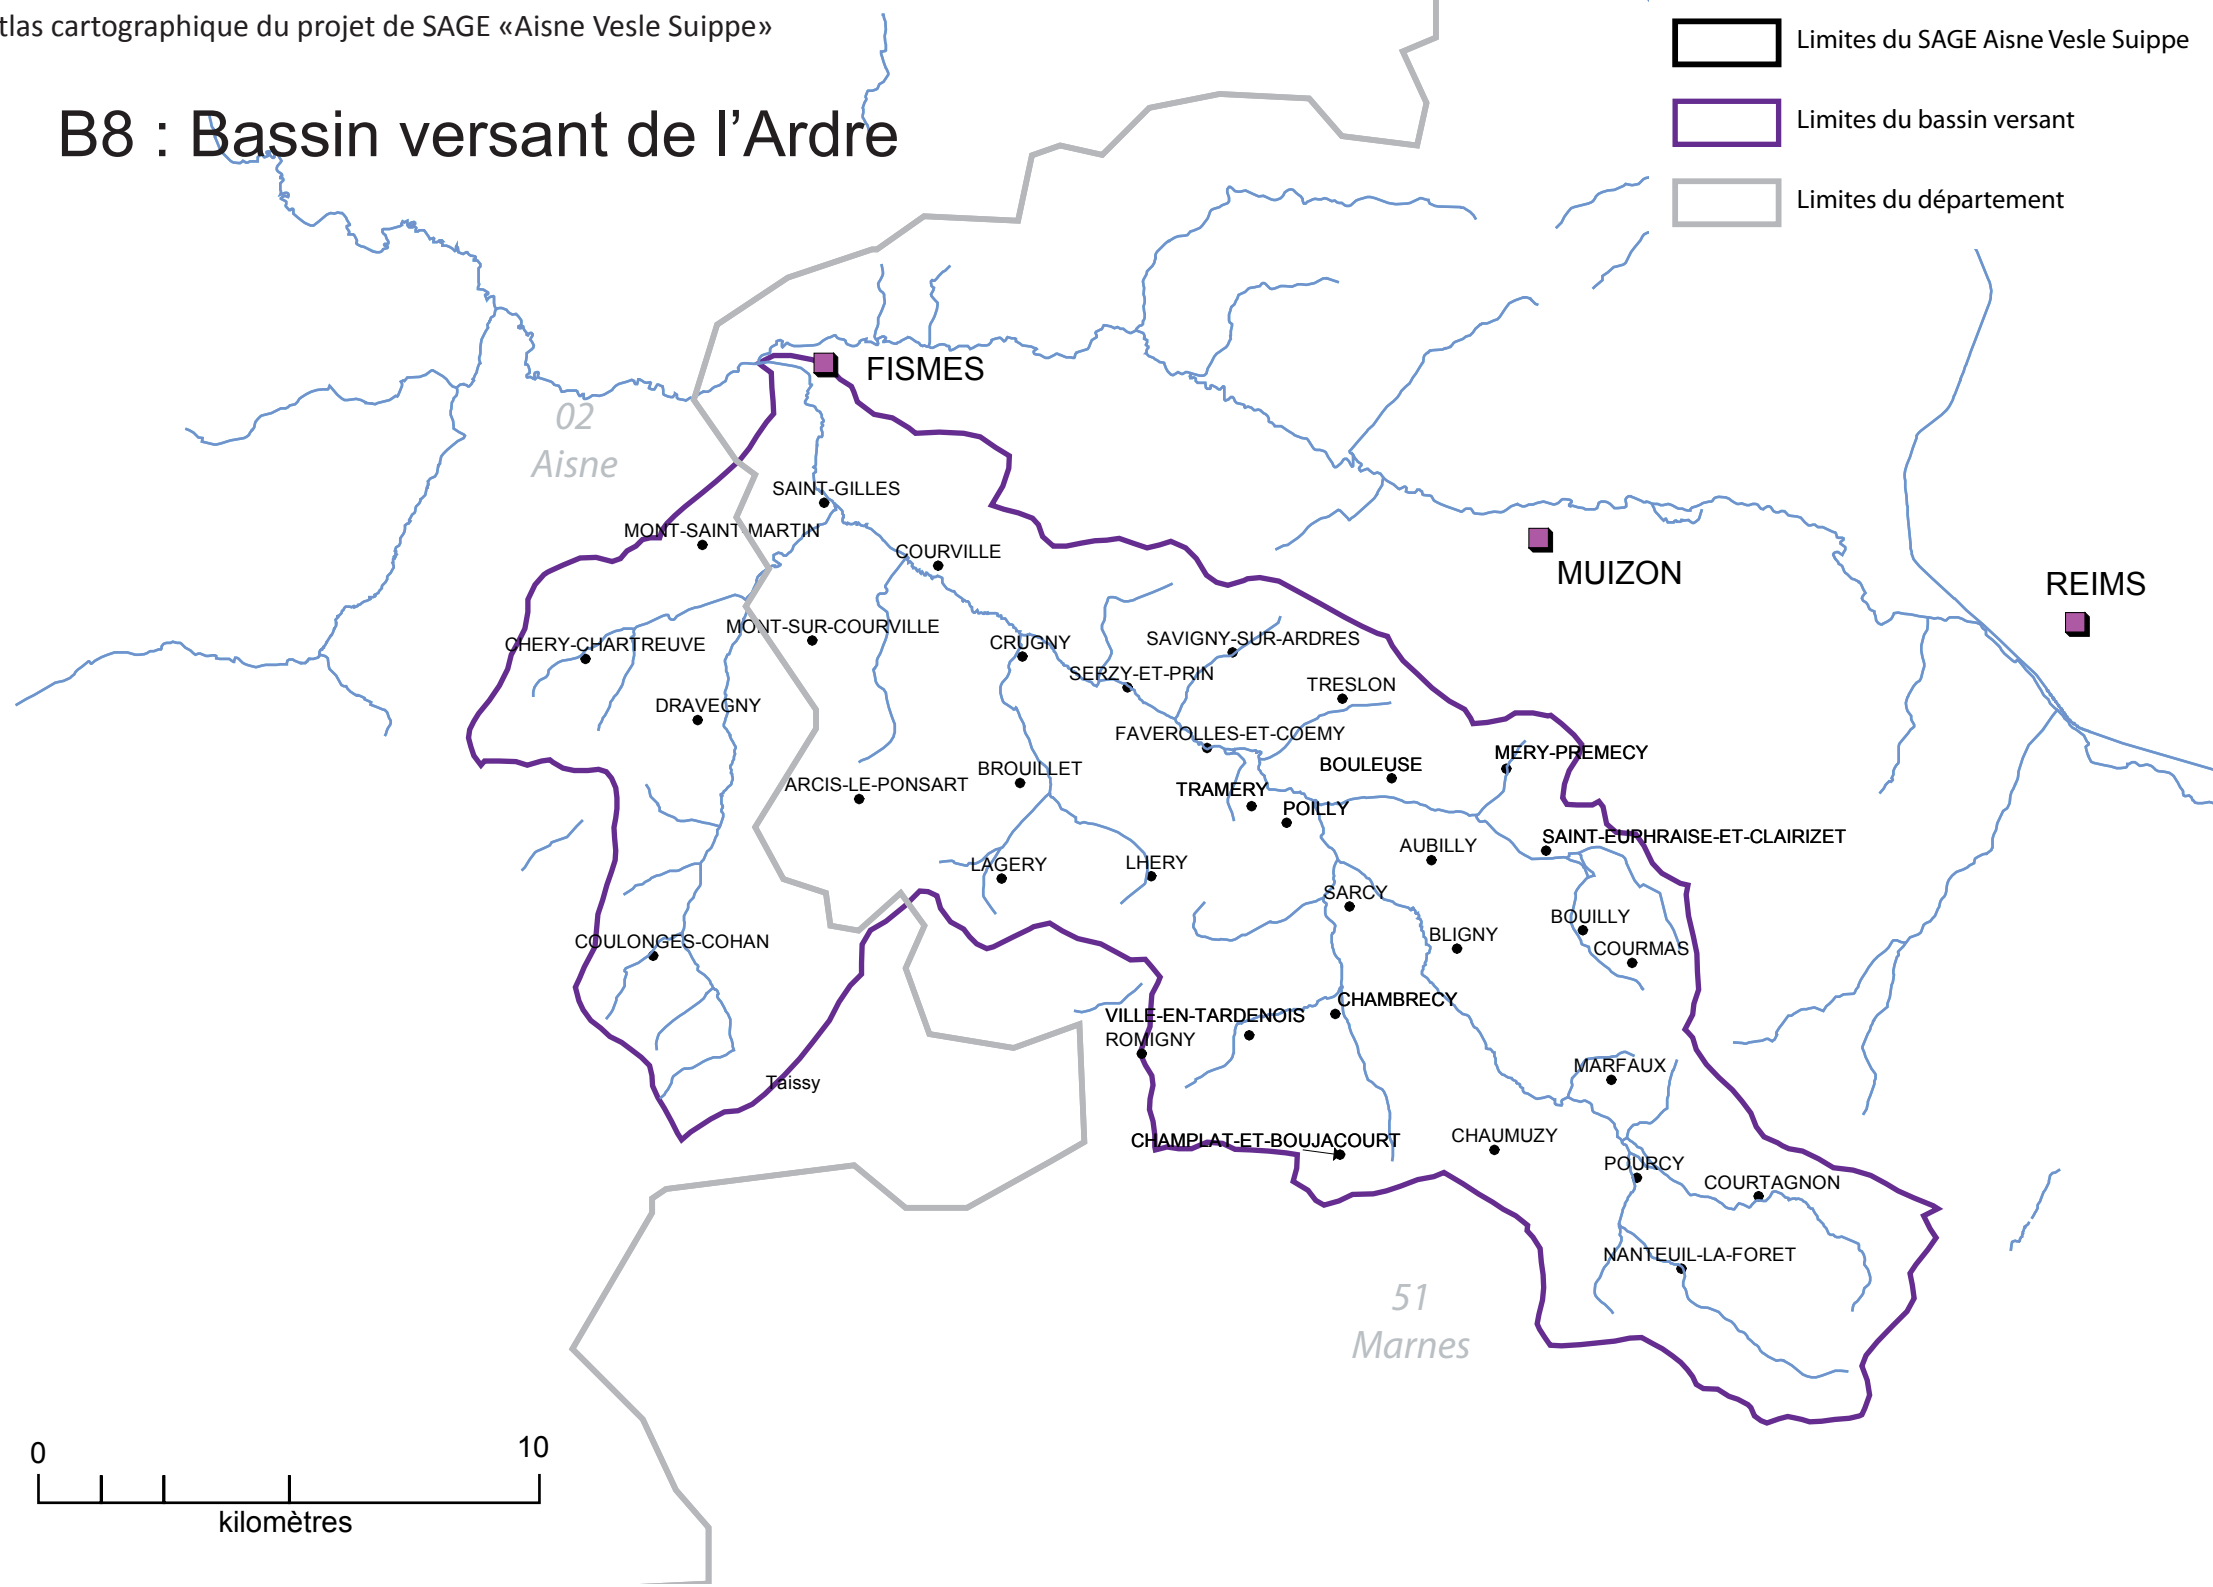 tlas cartographique du projet de SAGE «Aisne Vesle Suippe»
Limites du SAGE Aisne Vesle Suippe
B8 : Bassin versant de l’Ardre
Limites du bassin versant
Limites du département
FISMES
02
Aisne
SAINT-GILLES
MONT-SAINT MARTIN
COURVILLE
MUIZON
REIMS
MONT-SUR-COURVILLE
CHERY-CHARTREUVE
CRUGNY
SAVIGNY-SUR-ARDRES
SERZY-ET-PRIN
TRESLON
DRAVEGNY
FAVEROLLES-ET-COEMY
MERY-PREMECY
BOULEUSE
BROUILLET
ARCIS-LE-PONSART
TRAMERY
POILLY
SAINT-EUPHRAISE-ET-CLAIRIZET
AUBILLY
LAGERY
LHERY
SARCY
BOUILLY
BLIGNY
COULONGES-COHAN
COURMAS
CHAMBRECY
VILLE-EN-TARDENOIS
ROMIGNY
MARFAUX
Taissy
CHAMPLAT-ET-BOUJACOURT
CHAUMUZY
POURCY
COURTAGNON
NANTEUIL-LA-FORET
51
Marnes
0 10
kilomètres